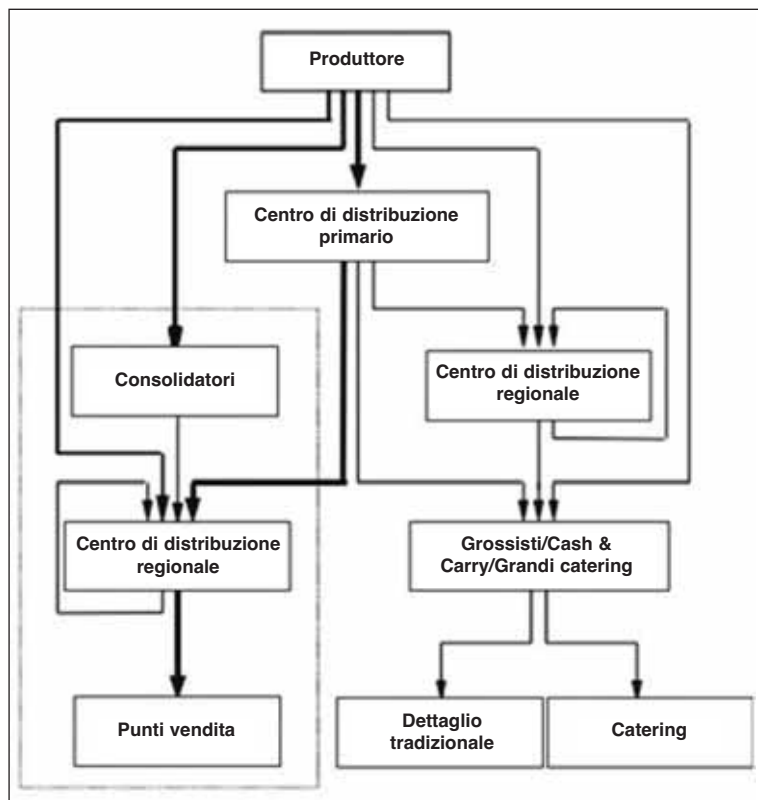 Produttore
Centro di distribuzione
primario
Consolidatori
Centro di distribuzione
regionale
Centro di distribuzione
regionale
Grossisti/Cash &
Carry/Grandi catering
Punti vendita
Dettaglio
tradizionale
Catering